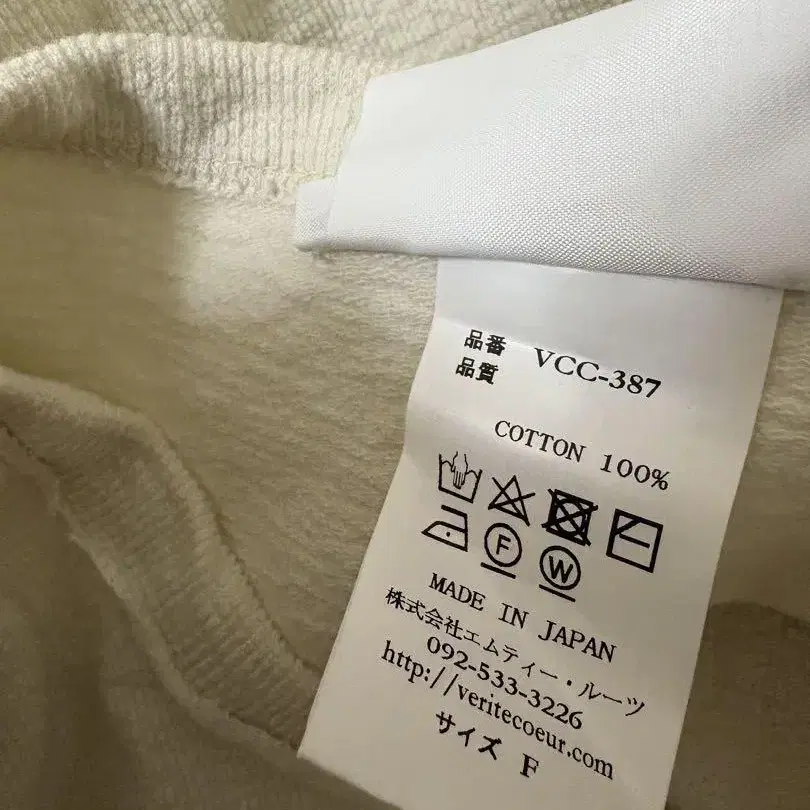 品番 VCC-387
品質
COTTON 100%
F
W
MADE IN JAPAN
株式会社エムティー・ルーツ
092-533-3226
http://veritecoeur.com
サイズ F